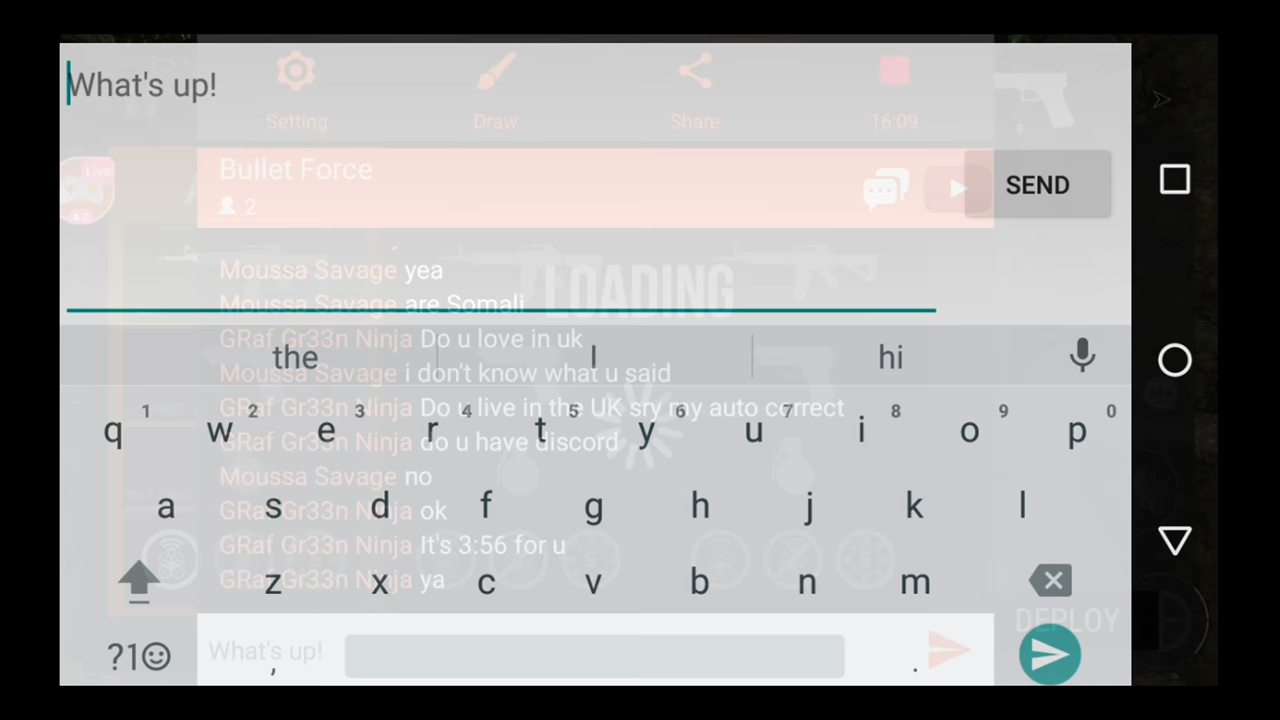 What's up!
Setting Draw Share 16:09
Live
Bullet Force
2
SEND
LOADING
Moussa Savage yea
Moussa Savage are Somali
GRaf Gr33n Ninja Do u love in uk
the I hi
Moussa Savage i don't know what u said
GRaf Gr33n Ninja Do u live in the UK sry my auto correct
1 2 3 4 5 6 7 8 9 0
q w e r t y u i o p
GRaf Gr33n Ninja do u have discord
Moussa Savage no
a s d f g h j k l
GRaf Gr33n Ninja ok
GRaf Gr33n Ninja It's 3:56 for u
GRaf Gr33n Ninja ya
z x c v b n m
DEPLOY
What's up!
?1 , .